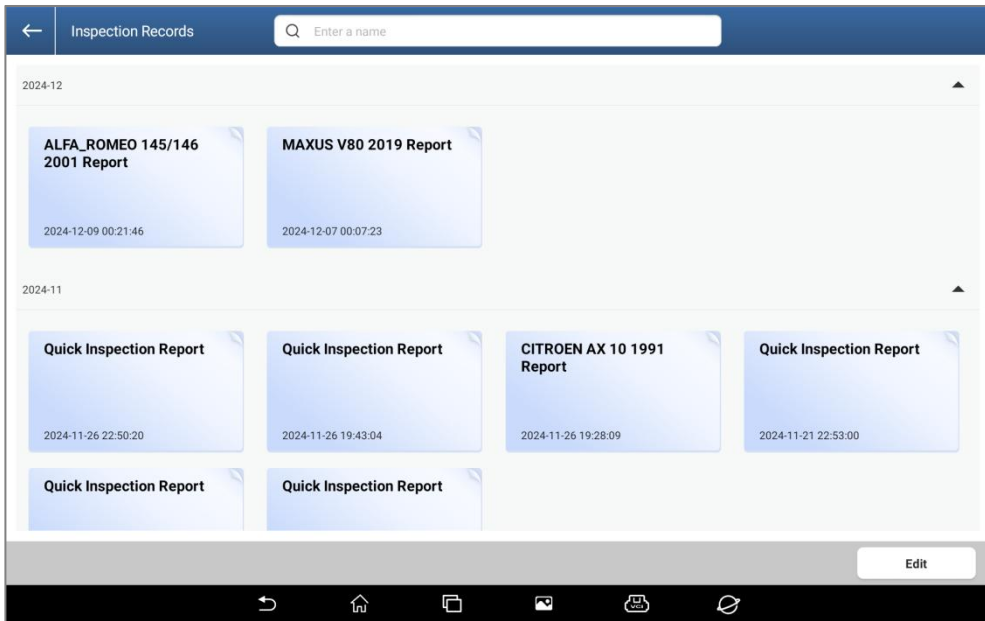 Inspection Records
Enter a name
2024-12
ALFA_ROMEO 145/146
2001 Report
2024-12-09 00:21:46
MAXUS V80 2019 Report
2024-12-07 00:07:23
2024-11
Quick Inspection Report
2024-11-26 22:50:20
Quick Inspection Report
2024-11-26 19:43:04
CITROEN AX 10 1991
Report
2024-11-26 19:28:09
Quick Inspection Report
2024-11-21 22:53:00
Quick Inspection Report
Quick Inspection Report
Edit
VCI